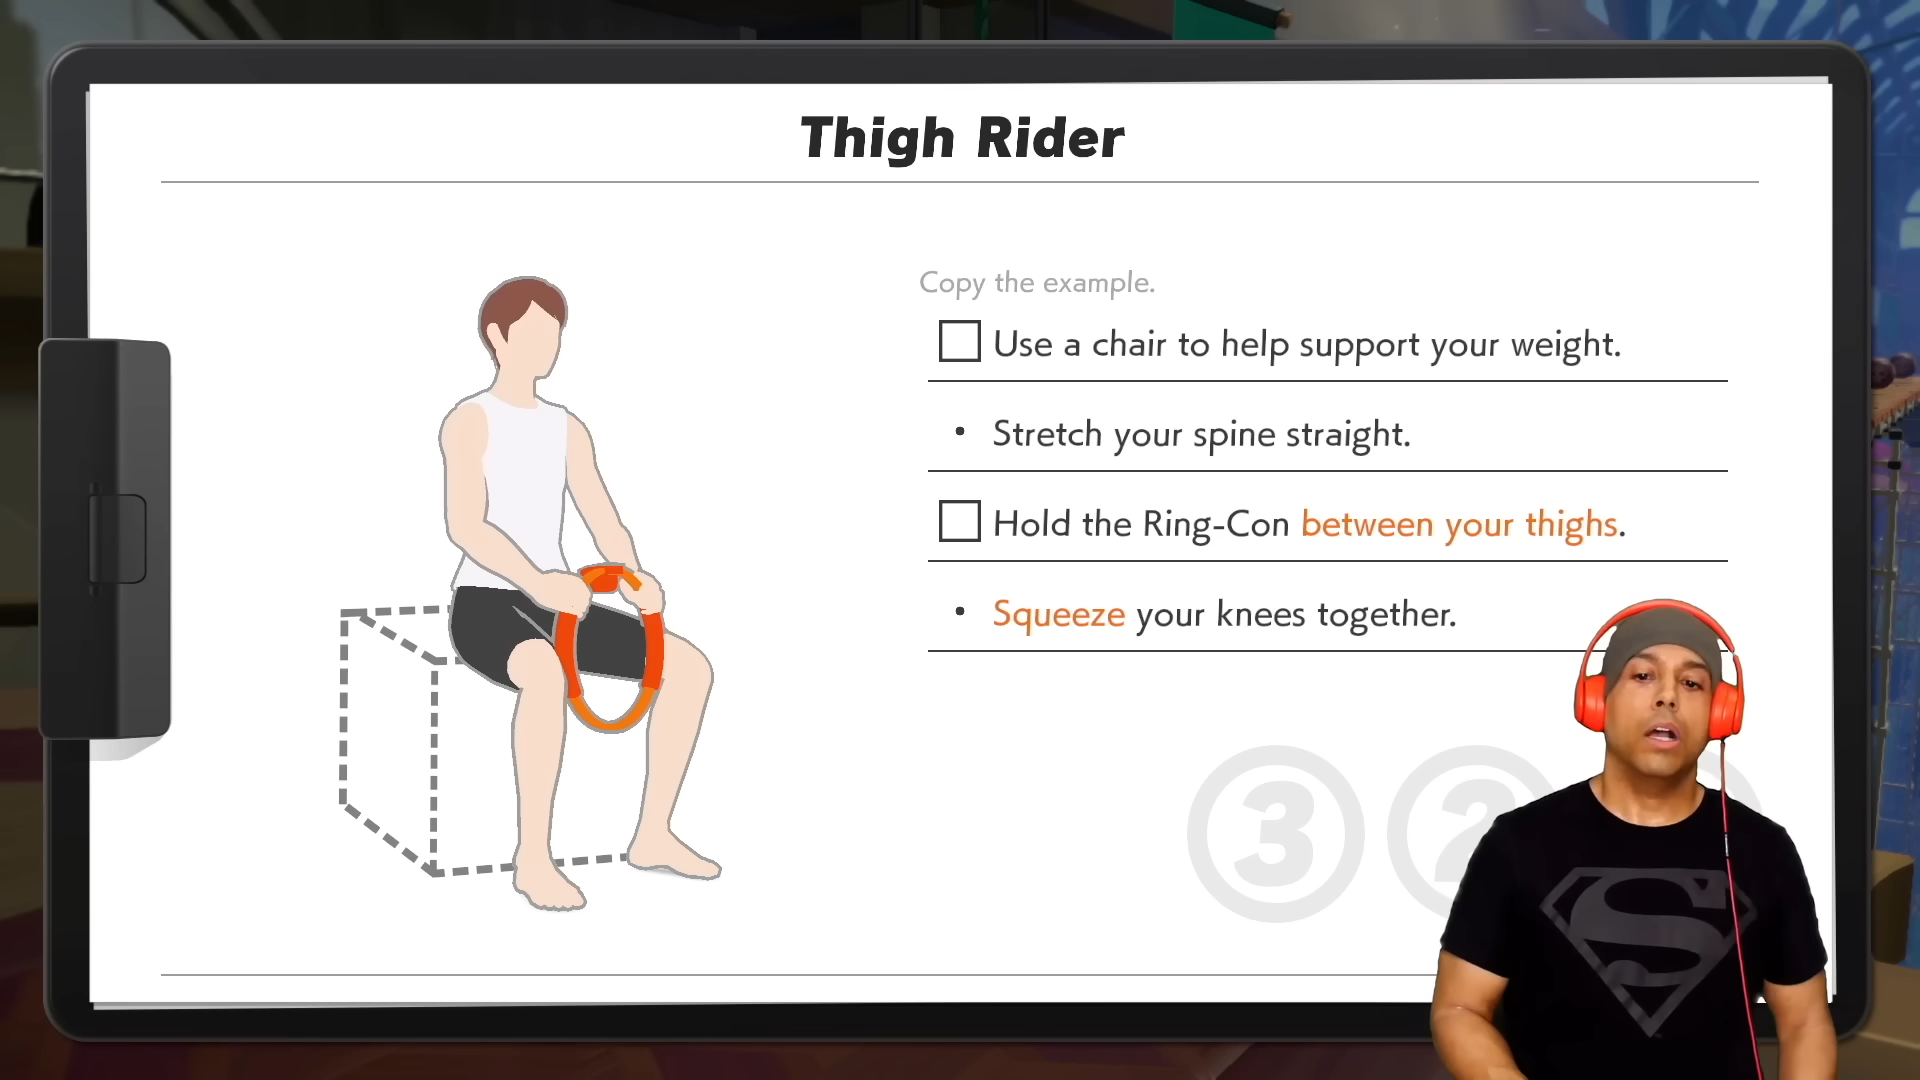 Thigh Rider
Copy the example.
Use a chair to help support your weight.
• Stretch your spine straight.
Hold the Ring-Con between your thighs.
• Squeeze your knees together.
3 2
S